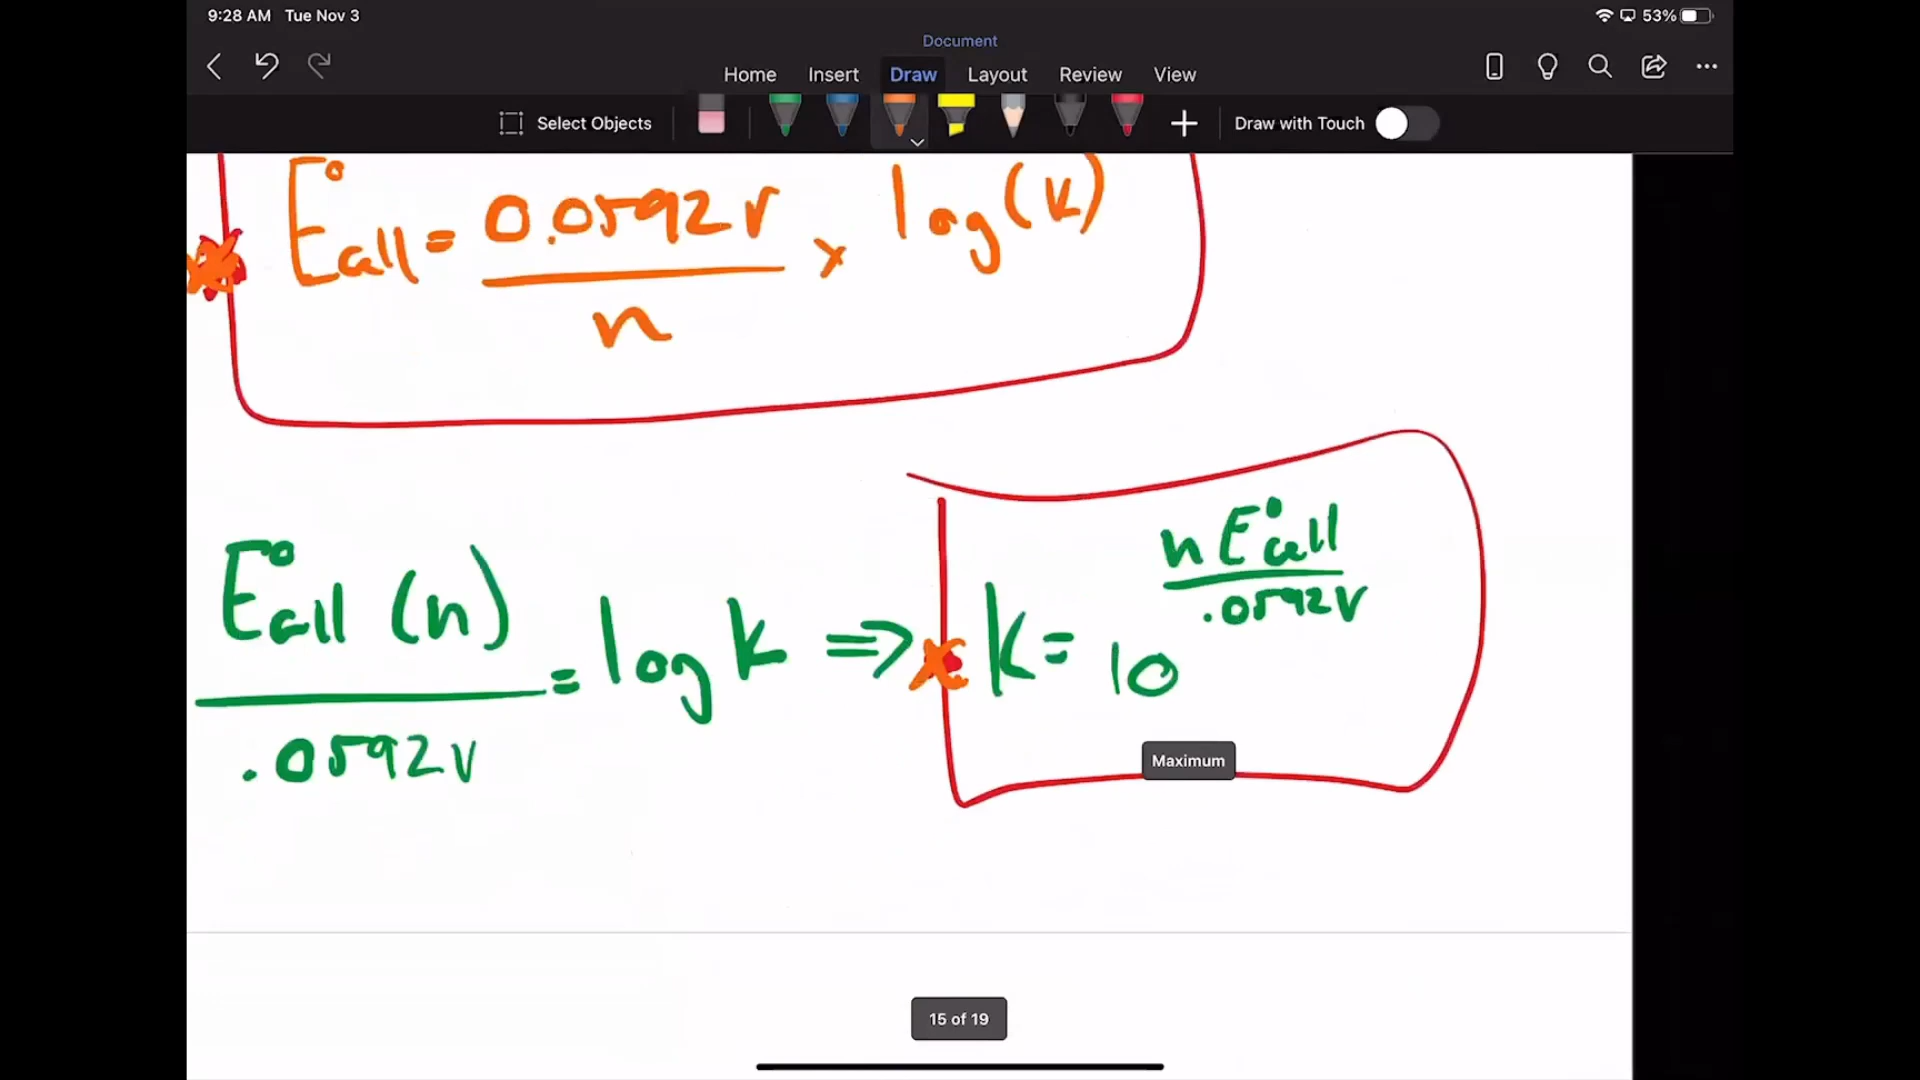 9:28 AM Tue Nov 3
53%
Document
Home Insert Draw Layout Review View
Select Objects
Draw with Touch
E°cell = 0.0592v / n x log(k)
E°cell (n) / .0592v = log k ⇒ k = 10^(nE°cell / .0592v)
Maximum
15 of 19